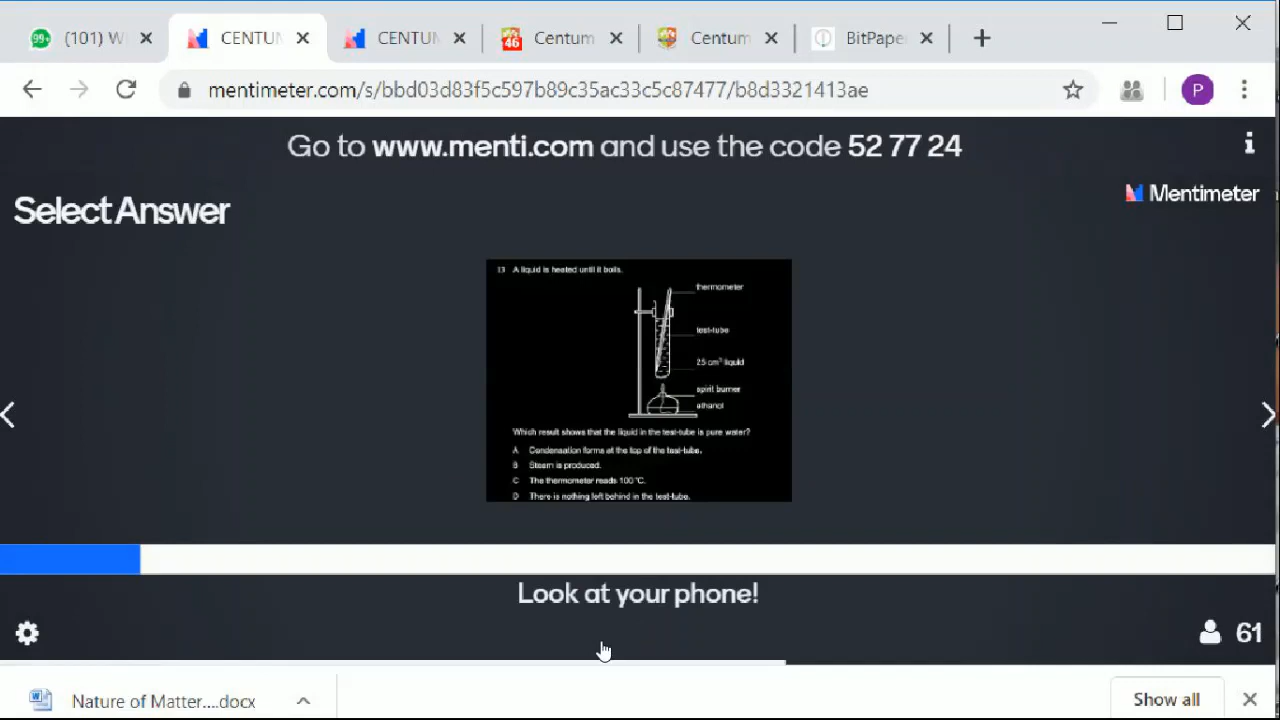 (101) W
CENTUM
CENTUM
46
Centum
Centum
BitPape
mentimeter.com/s/bbd03d83f5c597b89c35ac33c5c87477/b8d3321413ae
P
Go to www.menti.com and use the code 52 77 24
Mentimeter
Select Answer
13 A liquid is heated until it boils.
thermometer
test-tube
25 cm³ liquid
spirit burner
ethanol
Which result shows that the liquid in the test-tube is pure water?
A Condensation forms at the top of the test-tube.
B Steam is produced.
C The thermometer reads 100 °C.
D There is nothing left behind in the test-tube.
Look at your phone!
61
Nature of Matter....docx
Show all